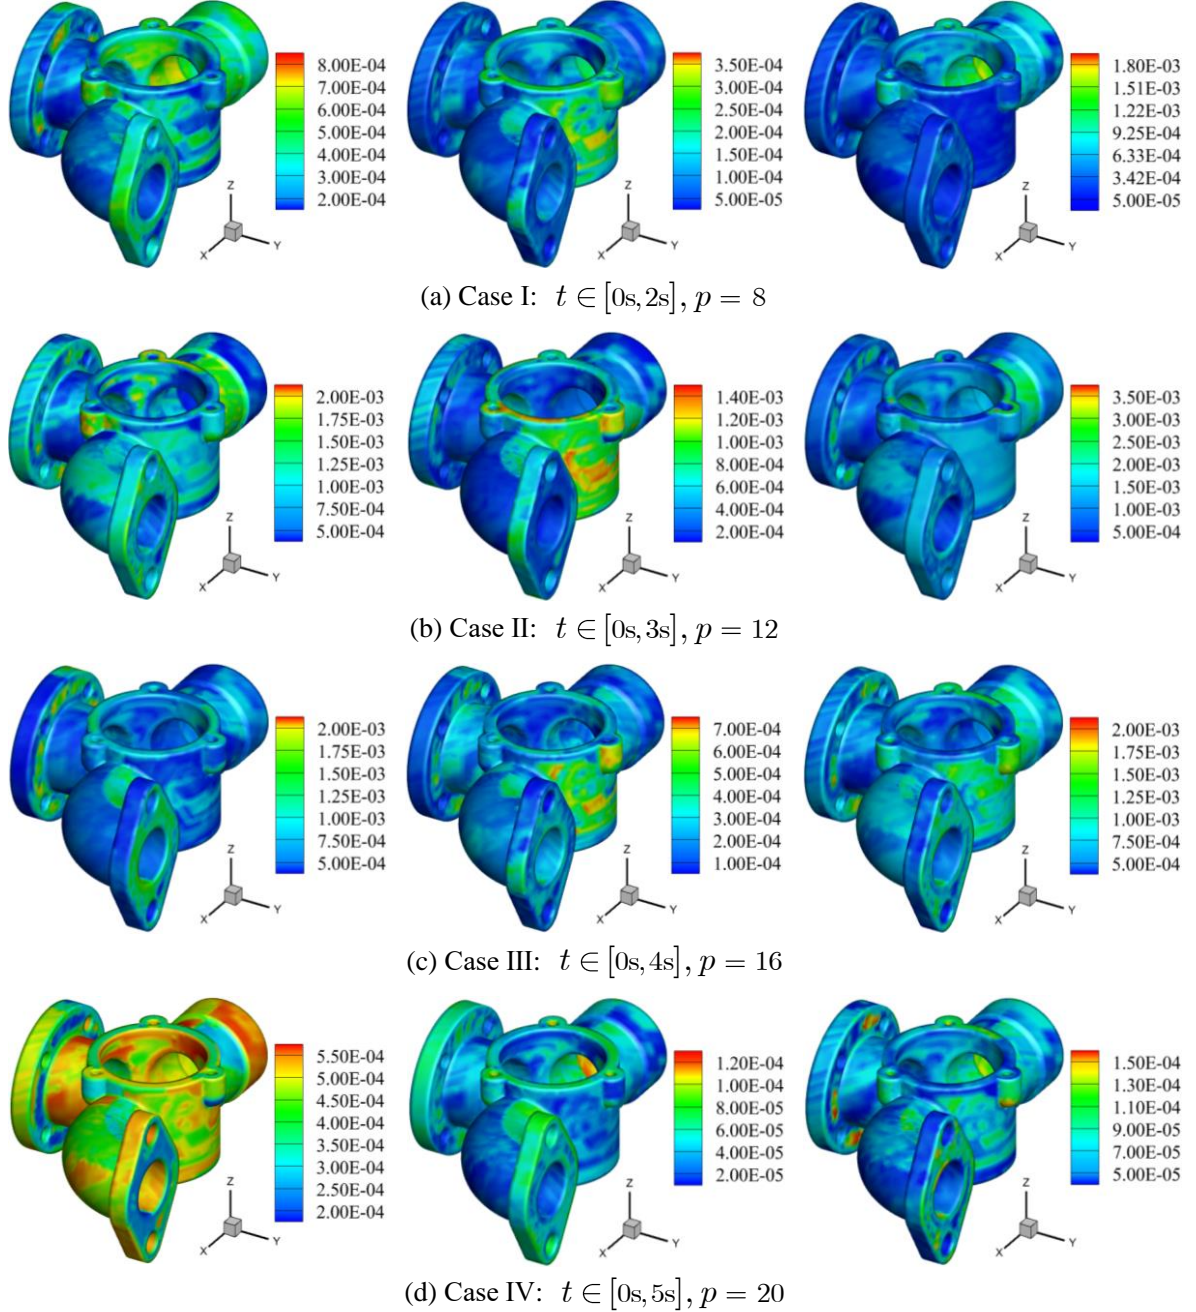 8.00E-04
7.00E-04
6.00E-04
5.00E-04
4.00E-04
3.00E-04
2.00E-04
Z
X
Y
3.50E-04
3.00E-04
2.50E-04
2.00E-04
1.50E-04
1.00E-04
5.00E-05
Z
X
Y
1.80E-03
1.51E-03
1.22E-03
9.25E-04
6.33E-04
3.42E-04
5.00E-05
Z
X
Y
(a) Case I: t ∈ [0s, 2s], p = 8
2.00E-03
1.75E-03
1.50E-03
1.25E-03
1.00E-03
7.50E-04
5.00E-04
Z
X
Y
1.40E-03
1.20E-03
1.00E-03
8.00E-04
6.00E-04
4.00E-04
2.00E-04
Z
X
Y
3.50E-03
3.00E-03
2.50E-03
2.00E-03
1.50E-03
1.00E-03
5.00E-04
Z
X
Y
(b) Case II: t ∈ [0s, 3s], p = 12
2.00E-03
1.75E-03
1.50E-03
1.25E-03
1.00E-03
7.50E-04
5.00E-04
Z
X
Y
7.00E-04
6.00E-04
5.00E-04
4.00E-04
3.00E-04
2.00E-04
1.00E-04
Z
X
Y
2.00E-03
1.75E-03
1.50E-03
1.25E-03
1.00E-03
7.50E-04
5.00E-04
Z
X
Y
(c) Case III: t ∈ [0s, 4s], p = 16
5.50E-04
5.00E-04
4.50E-04
4.00E-04
3.50E-04
3.00E-04
2.50E-04
2.00E-04
Z
X
Y
1.20E-04
1.00E-04
8.00E-05
6.00E-05
4.00E-05
2.00E-05
Z
X
Y
1.50E-04
1.30E-04
1.10E-04
9.00E-05
7.00E-05
5.00E-05
Z
X
Y
(d) Case IV: t ∈ [0s, 5s], p = 20